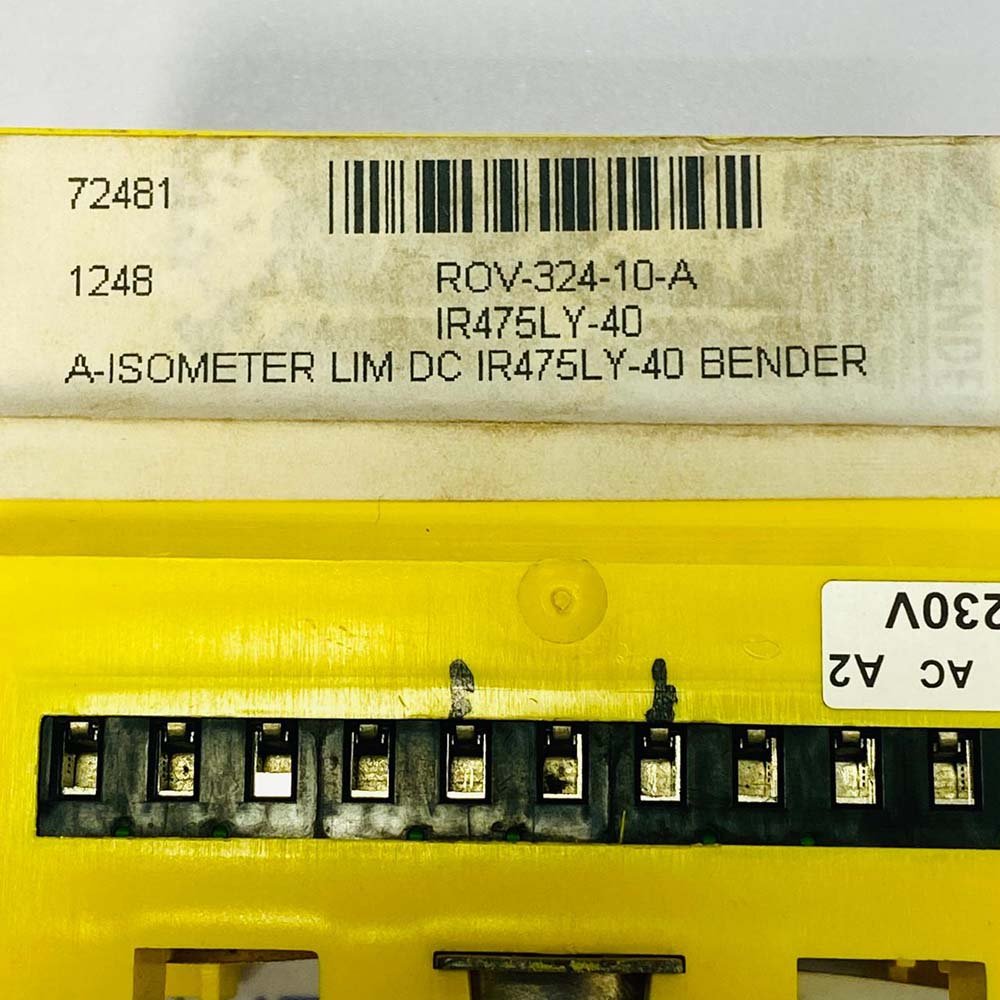 72481
1248
ROV-324-10-A
IR475LY-40
A-ISOMETER LIM DC IR475LY-40 BENDER
230V
AC A2